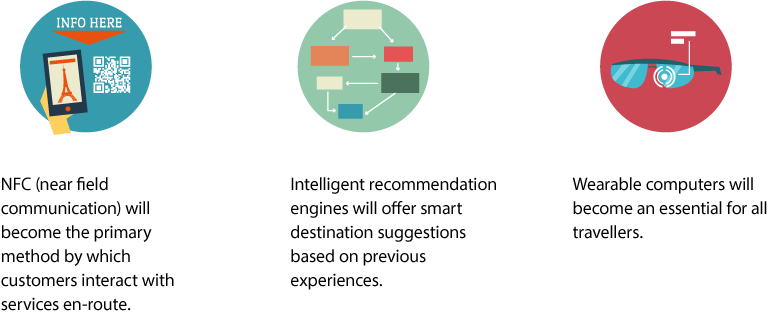 INFO HERE
NFC (near field
communication) will
become the primary
method by which
customers interact with
services en-route.
Intelligent recommendation
engines will offer smart
destination suggestions
based on previous
experiences.
Wearable computers will
become an essential for all
travellers.